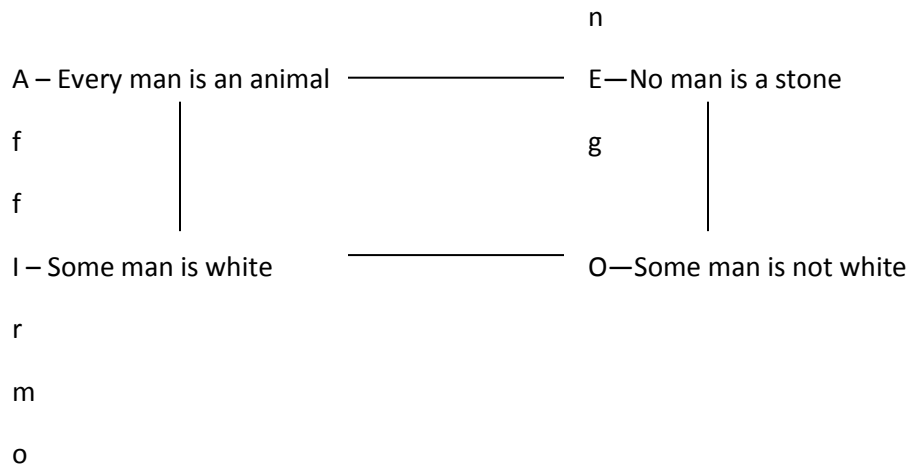 n
A – Every man is an animal E—No man is a stone
f g
f
I – Some man is white O—Some man is not white
r
m
o